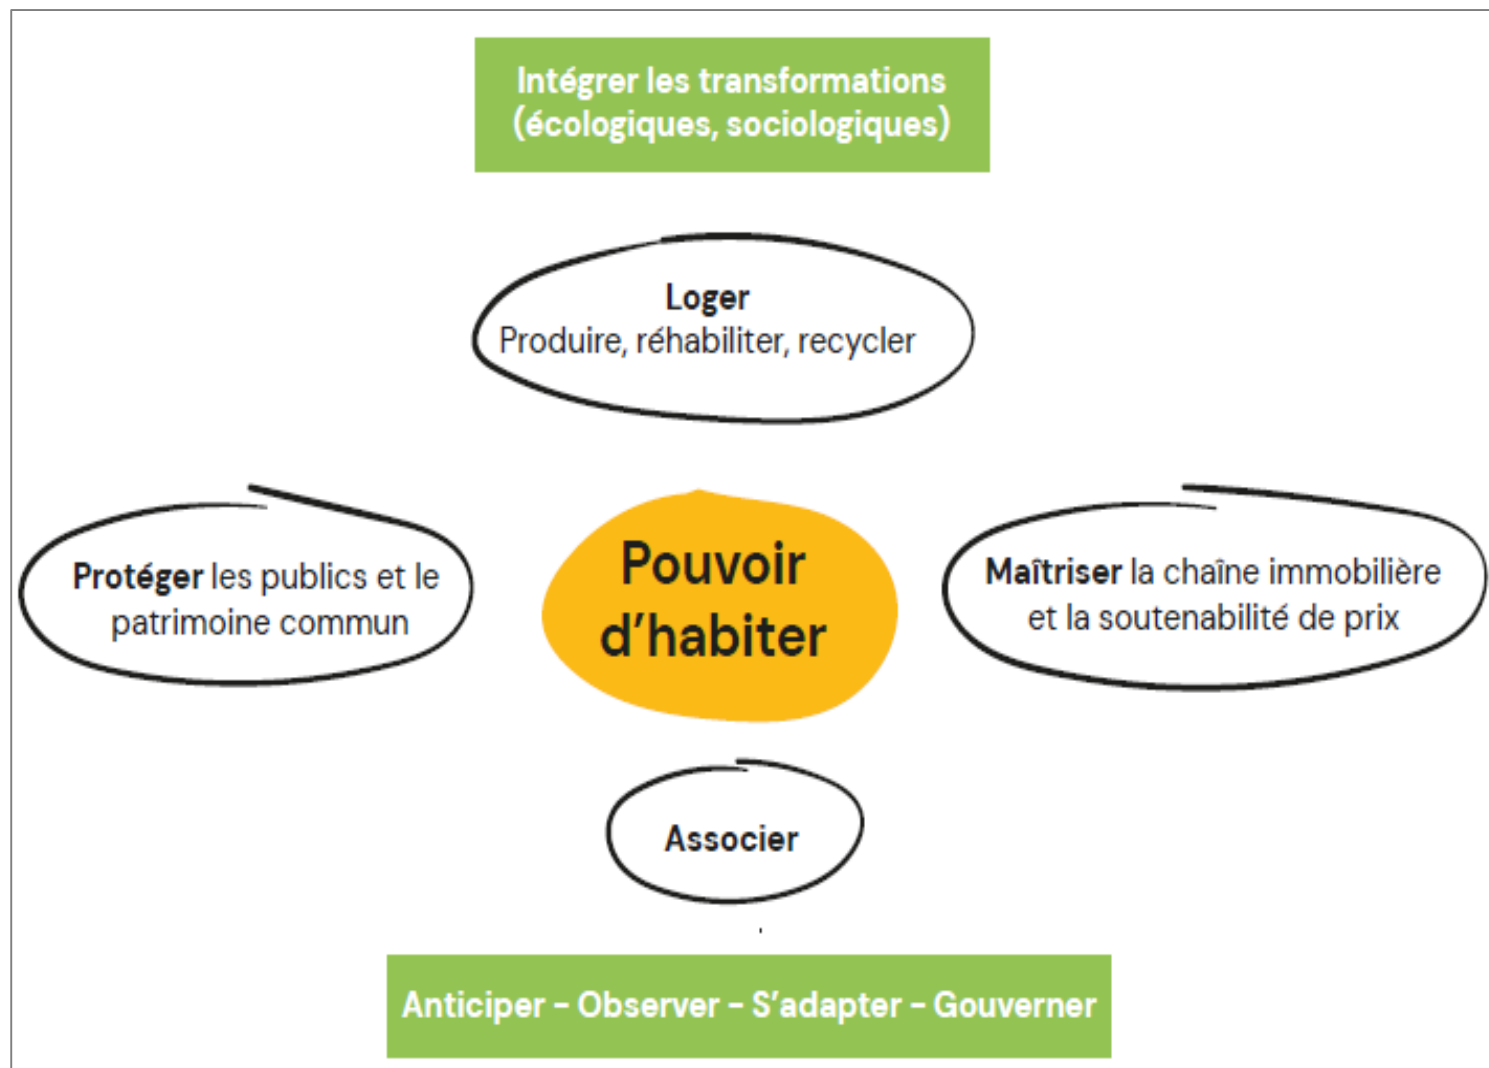 Intégrer les transformations
(écologiques, sociologiques)
Loger
Produire, réhabiliter, recycler
Protéger les publics et le
patrimoine commun
Pouvoir
d'habiter
Maîtriser la chaîne immobilière
et la soutenabilité de prix
Associer
Anticiper – Observer – S'adapter – Gouverner